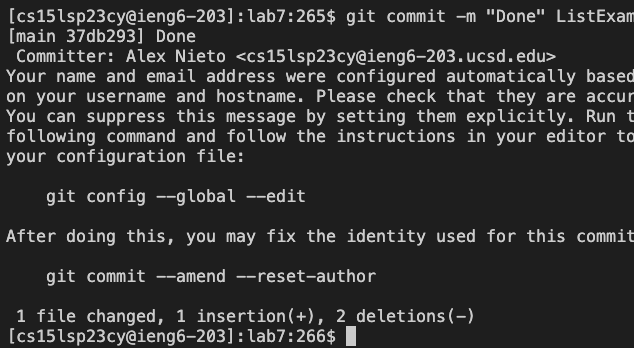 [cs15lsp23cy@ieng6-203]:lab7:265$ git commit -m "Done" ListExam
[main 37db293] Done
Committer: Alex Nieto <cs15lsp23cy@ieng6-203.ucsd.edu>
Your name and email address were configured automatically based
on your username and hostname. Please check that they are accur
You can suppress this message by setting them explicitly. Run t
following command and follow the instructions in your editor to
your configuration file:
git config --global --edit
After doing this, you may fix the identity used for this commit
git commit --amend --reset-author
1 file changed, 1 insertion(+), 2 deletions(-)
[cs15lsp23cy@ieng6-203]:lab7:266$